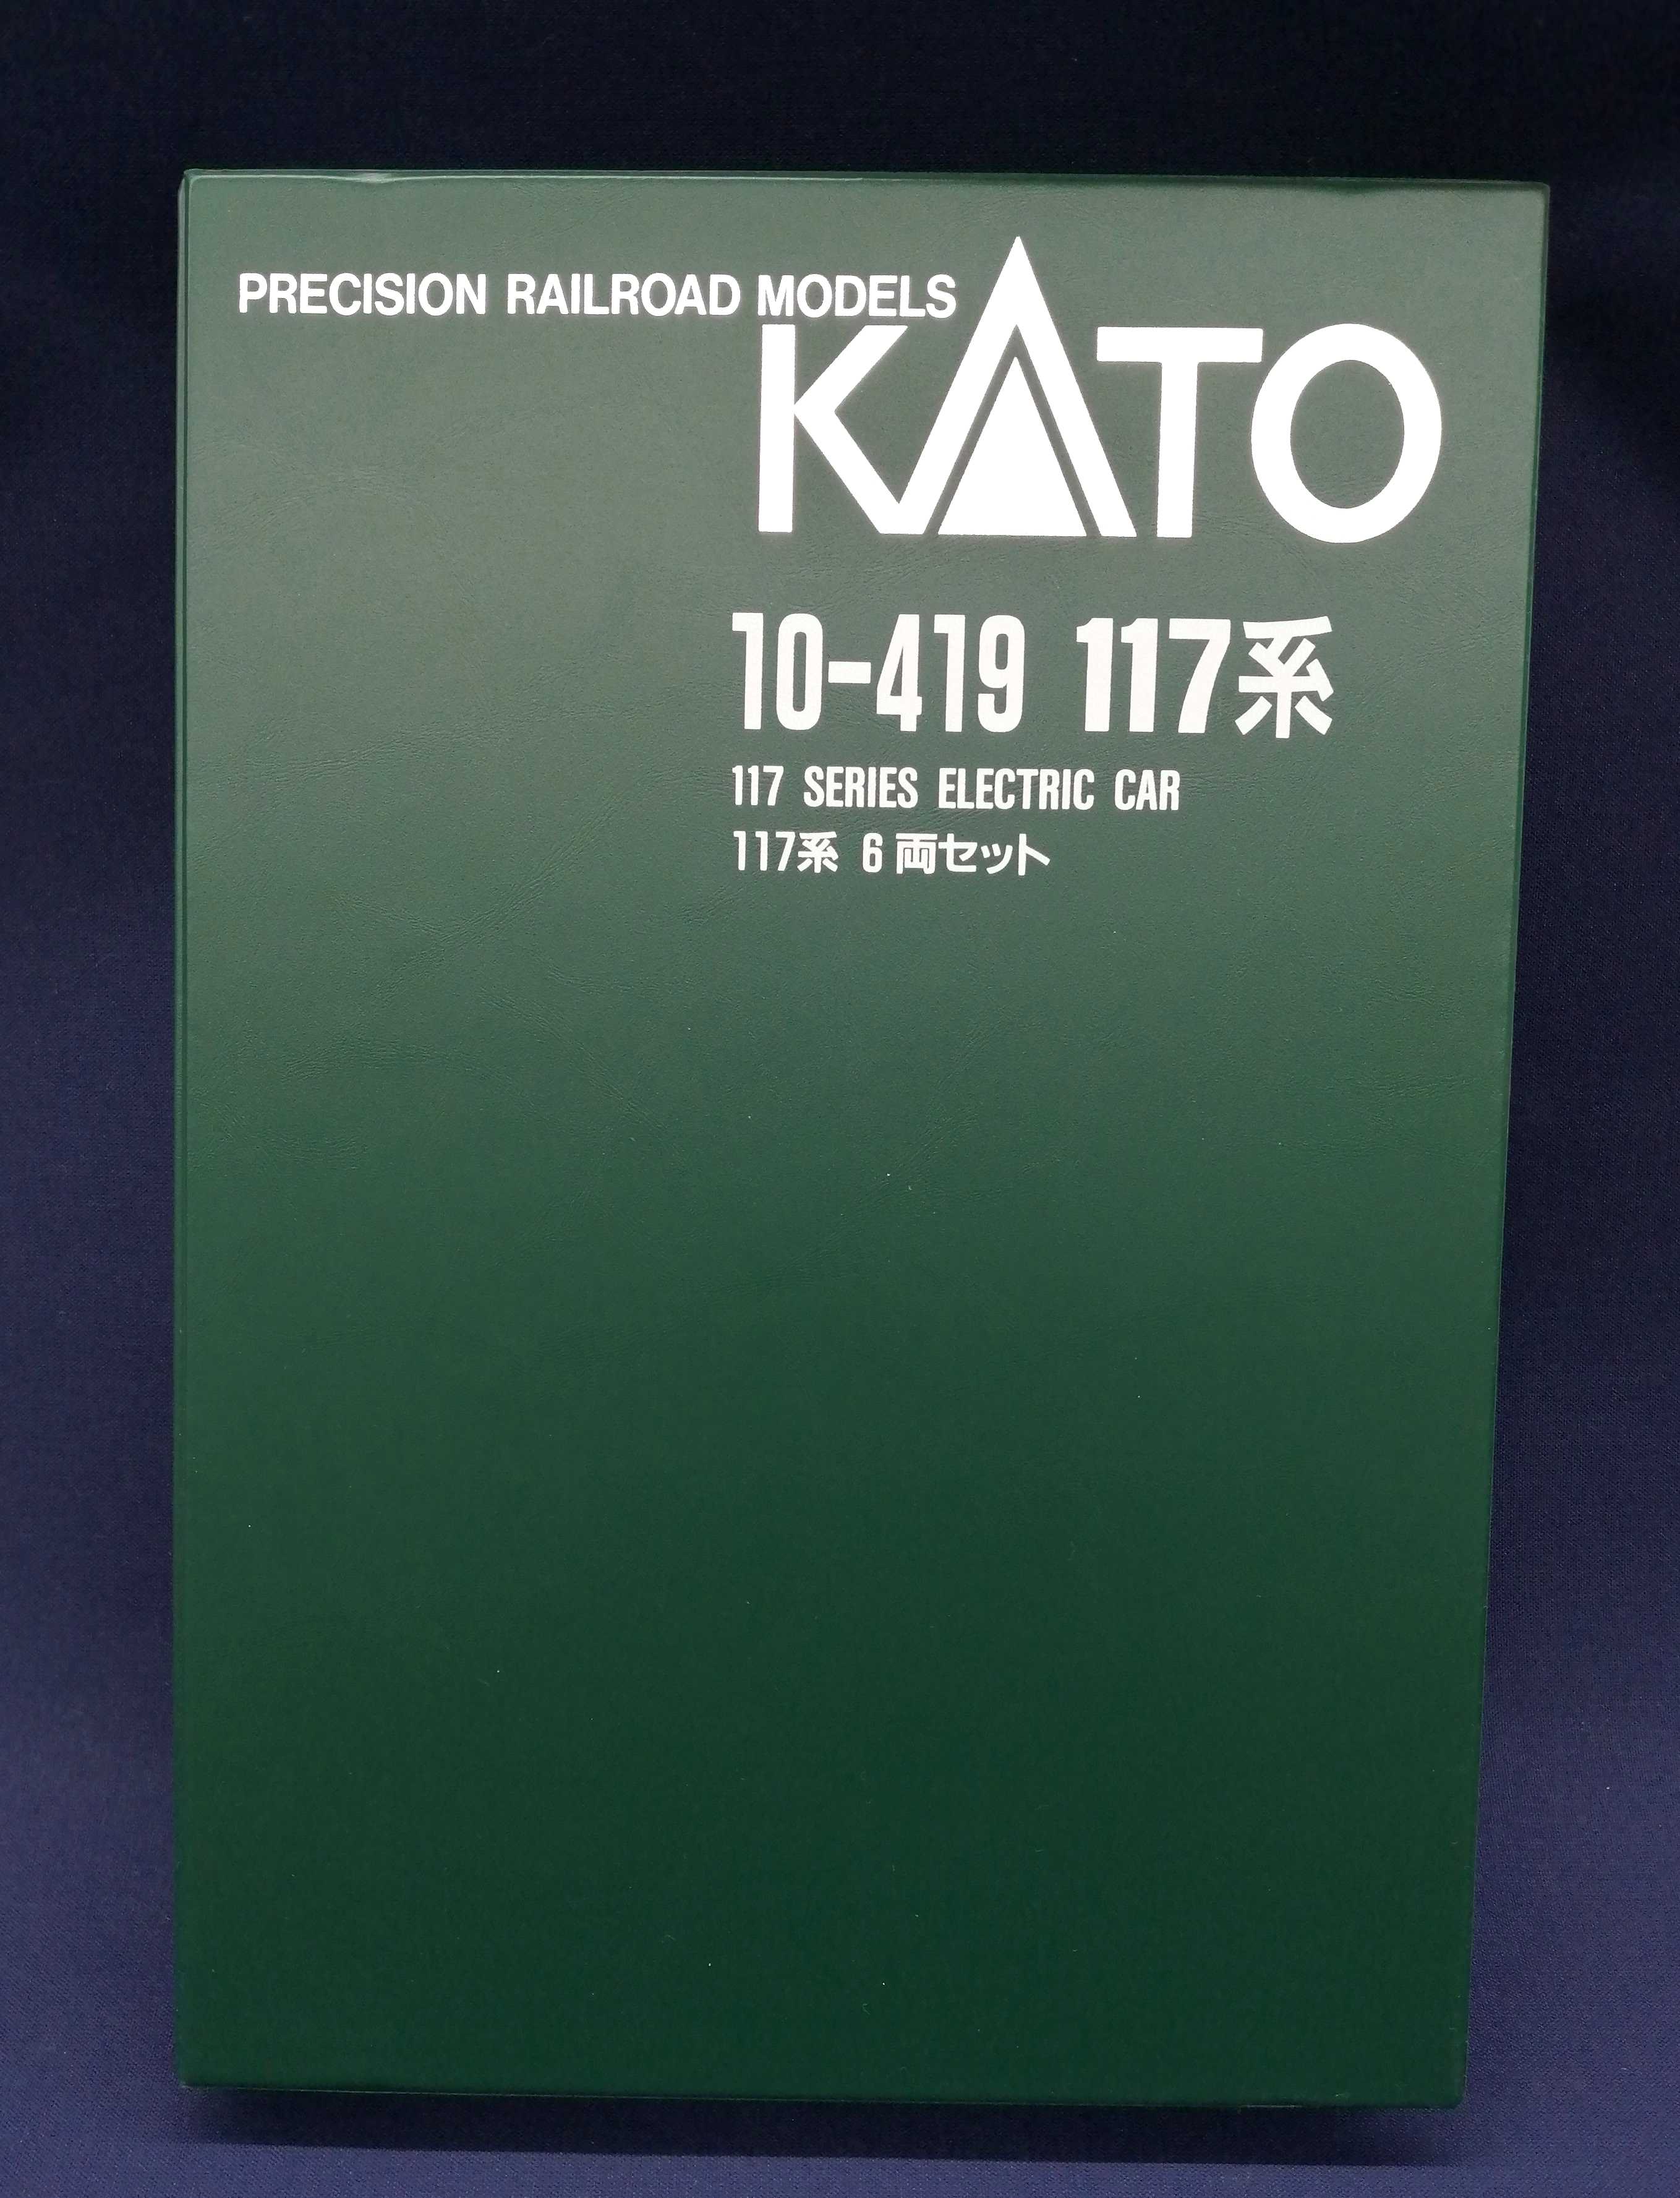 PRECISION RAILROAD MODELS
KATO
10-419 117系
117 SERIES ELECTRIC CAR
117系 6両セット